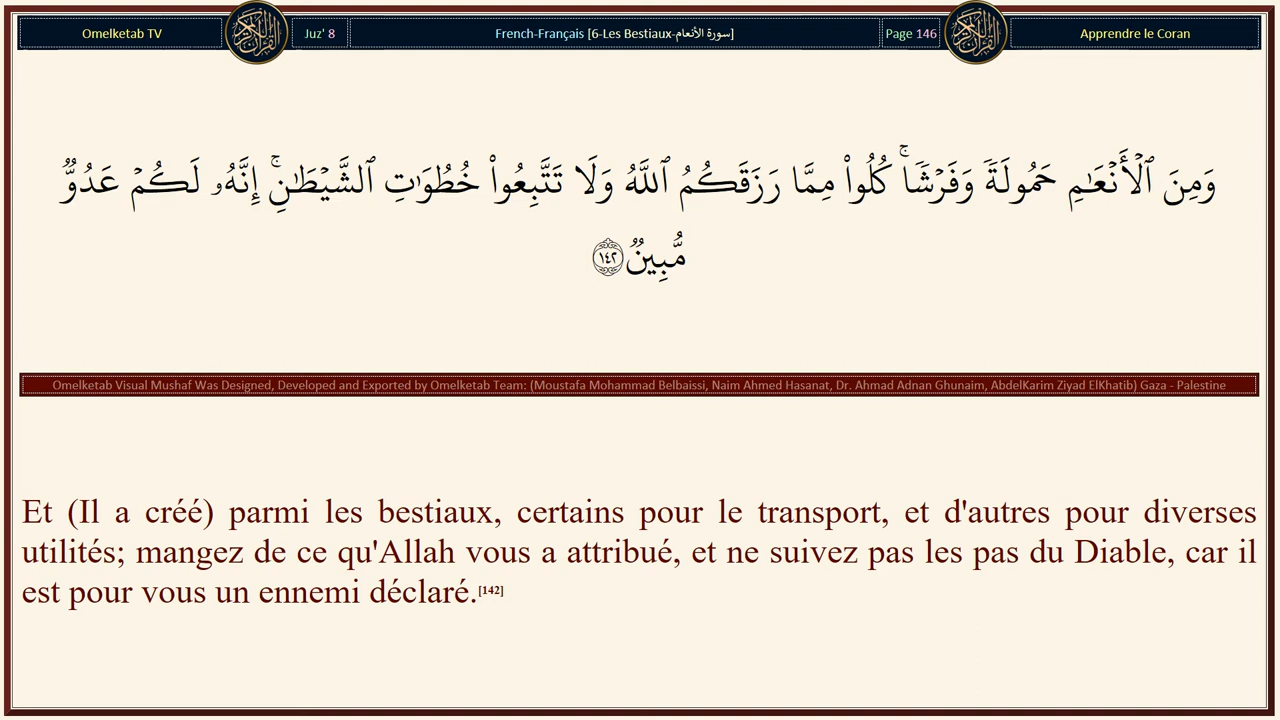 Omelketab TV
Juz' 8
French-Français [6-Les Bestiaux-سورة الأنعام]
Page 146
Apprendre le Coran
وَمِنَ ٱلۡأَنۡعَٰمِ حَمُولَةٗ وَفَرۡشٗاۚ كُلُواْ مِمَّا رَزَقَكُمُ ٱللَّهُ وَلَا تَتَّبِعُواْ خُطُوَٰتِ ٱلشَّيۡطَٰنِۚ إِنَّهُۥ لَكُمۡ عَدُوّٞ
مُّبِينٞ ١٤٢
Omelketab Visual Mushaf Was Designed, Developed and Exported by Omelketab Team: (Moustafa Mohammad Belbaissi, Naim Ahmed Hasanat, Dr. Ahmad Adnan Ghunaim, AbdelKarim Ziyad ElKhatib) Gaza - Palestine
Et (Il a créé) parmi les bestiaux, certains pour le transport, et d'autres pour diverses
utilités; mangez de ce qu'Allah vous a attribué, et ne suivez pas les pas du Diable, car il
est pour vous un ennemi déclaré.[142]